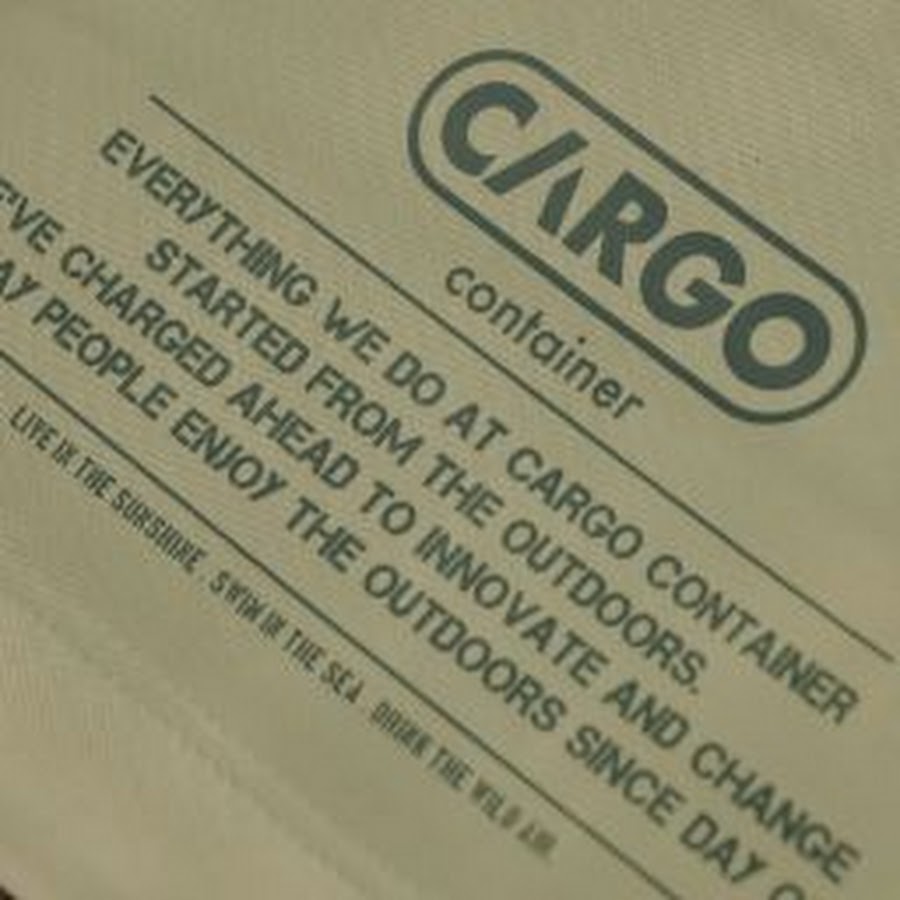 CARGO
container
EVERYTHING WE DO AT CARGO CONTAINER
STARTED FROM THE OUTDOORS.
'VE CHARGED AHEAD TO INNOVATE AND CHANGE
AY PEOPLE ENJOY THE OUTDOORS SINCE DAY O
LIVE IN THE SUNSHINE . SWIM IN THE SEA . DRINK THE WILD AIR.